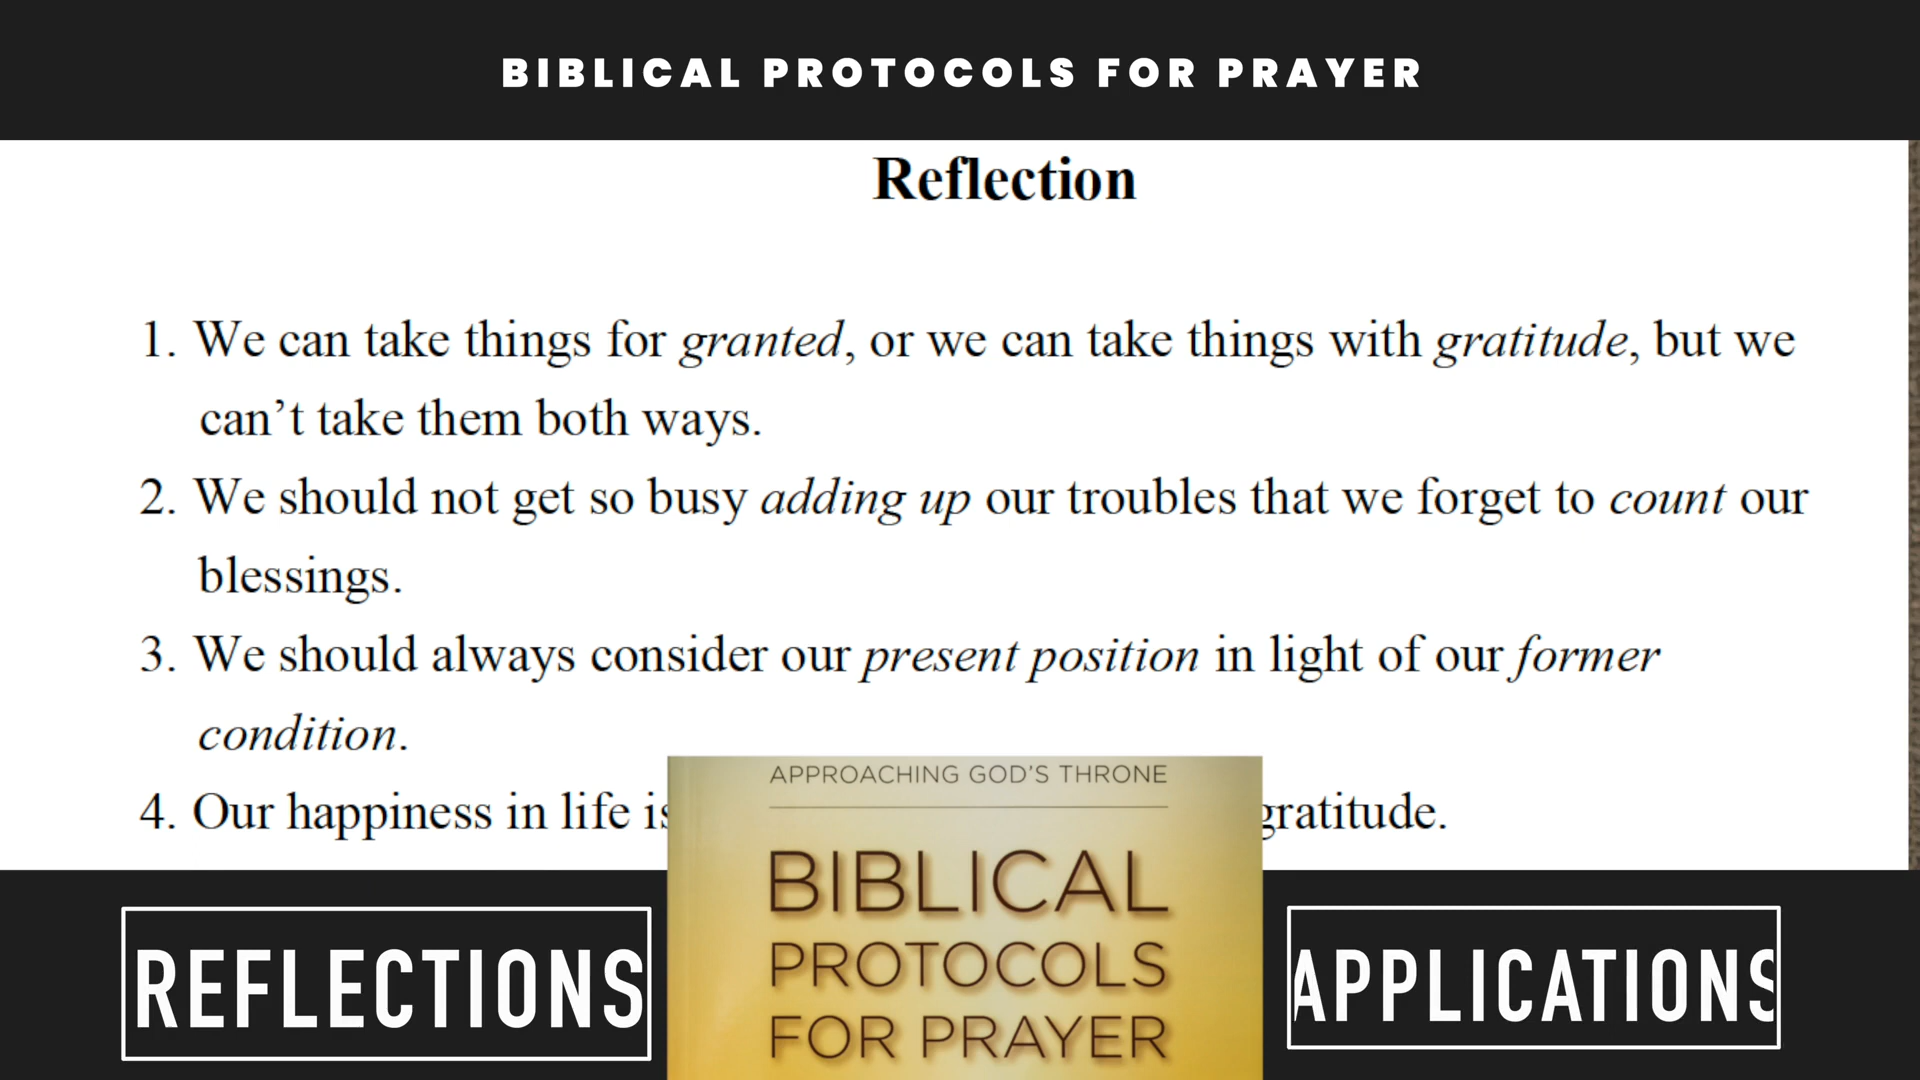 BIBLICAL PROTOCOLS FOR PRAYER
Reflection
1. We can take things for granted, or we can take things with gratitude, but we
can’t take them both ways.
2. We should not get so busy adding up our troubles that we forget to count our
blessings.
3. We should always consider our present position in light of our former
condition.
4. Our happiness in life is gratitude.
APPROACHING GOD'S THRONE
BIBLICAL
PROTOCOLS
FOR PRAYER
REFLECTIONS
APPLICATIONS